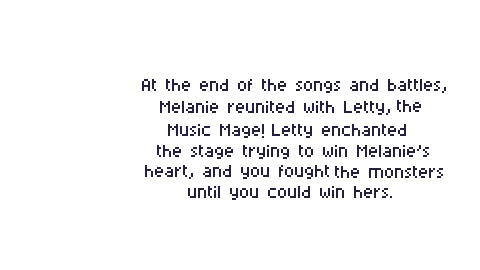 At the end of the songs and battles,
Melanie reunited with Letty, the
Music Mage! Letty enchanted
the stage trying to win Melanie's
heart, and you fought the monsters
until you could win hers.